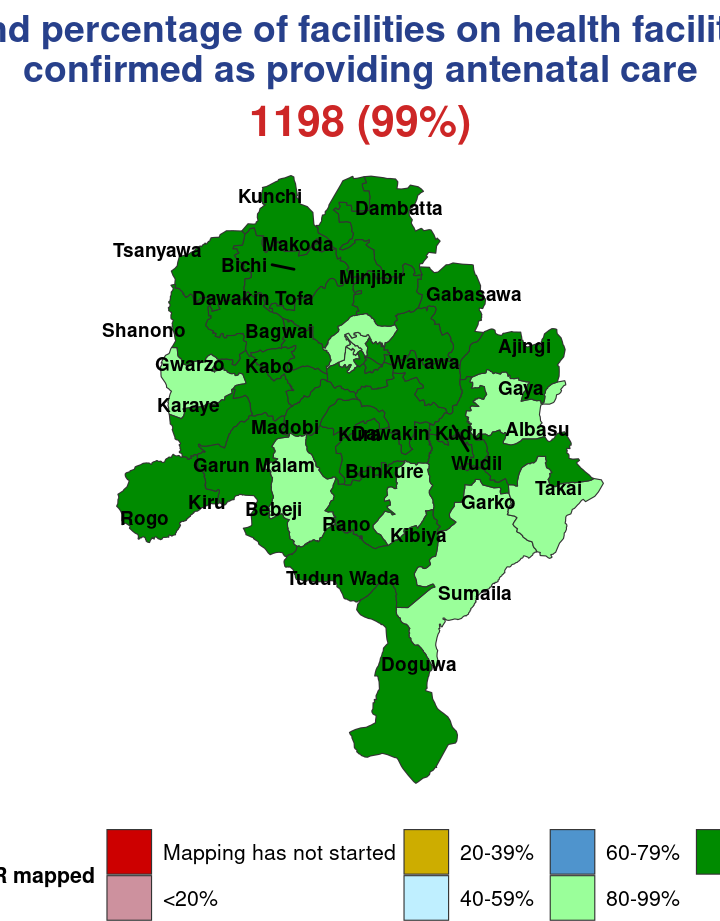 nd percentage of facilities on health facilit
confirmed as providing antenatal care
1198 (99%)
Kunchi
Dambatta
Makoda
Tsanyawa
Bichi
Minjibir
Dawakin Tofa
Gabasawa
Shanono
Bagwai
Ajingi
Gwarzo
Kabo
Warawa
Gaya
Karaye
Madobi
Kura
Dawakin Kudu
Albasu
Garun Malam
Bunkure
Wudil
Takai
Rogo
Kiru
Bebeji
Rano
Garko
Kibiya
Tudun Wada
Sumaila
Doguwa
R mapped
Mapping has not started
20-39%
60-79%
<20%
40-59%
80-99%